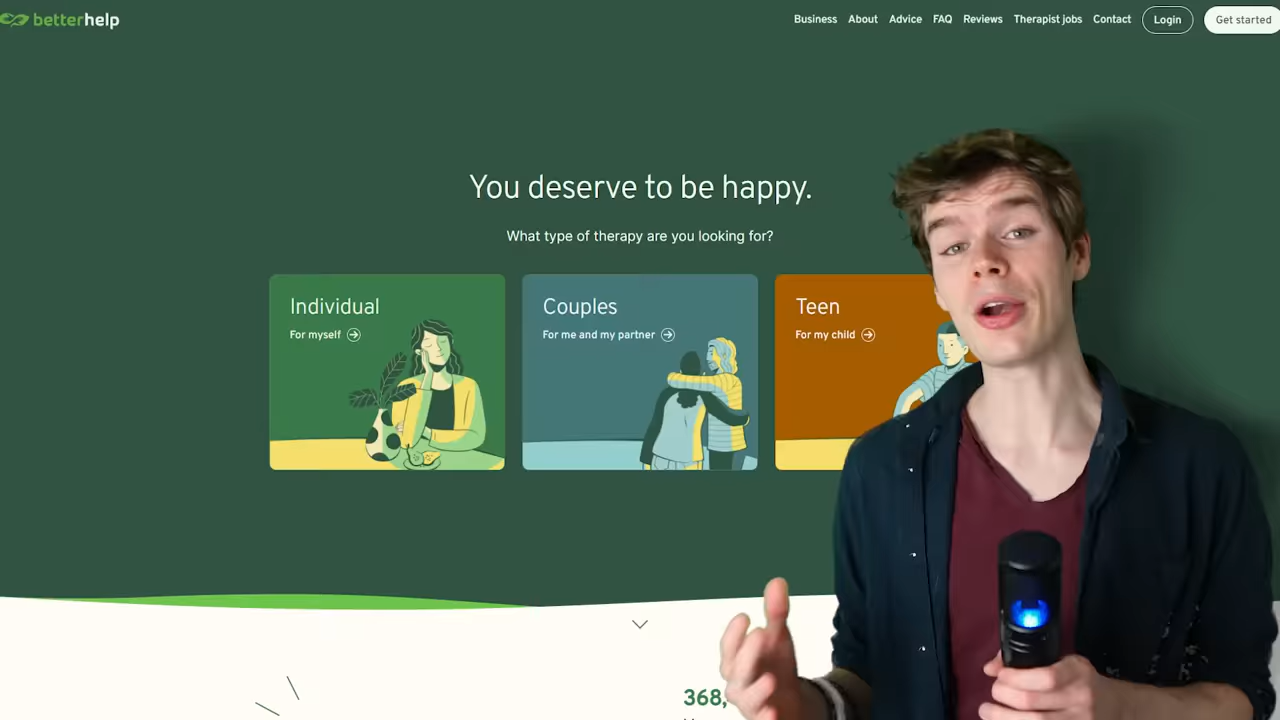 betterhelp
Business About Advice FAQ Reviews Therapist jobs Contact Login Get started
You deserve to be happy.
What type of therapy are you looking for?
Individual
For myself
Couples
For me and my partner
Teen
For my child
368,